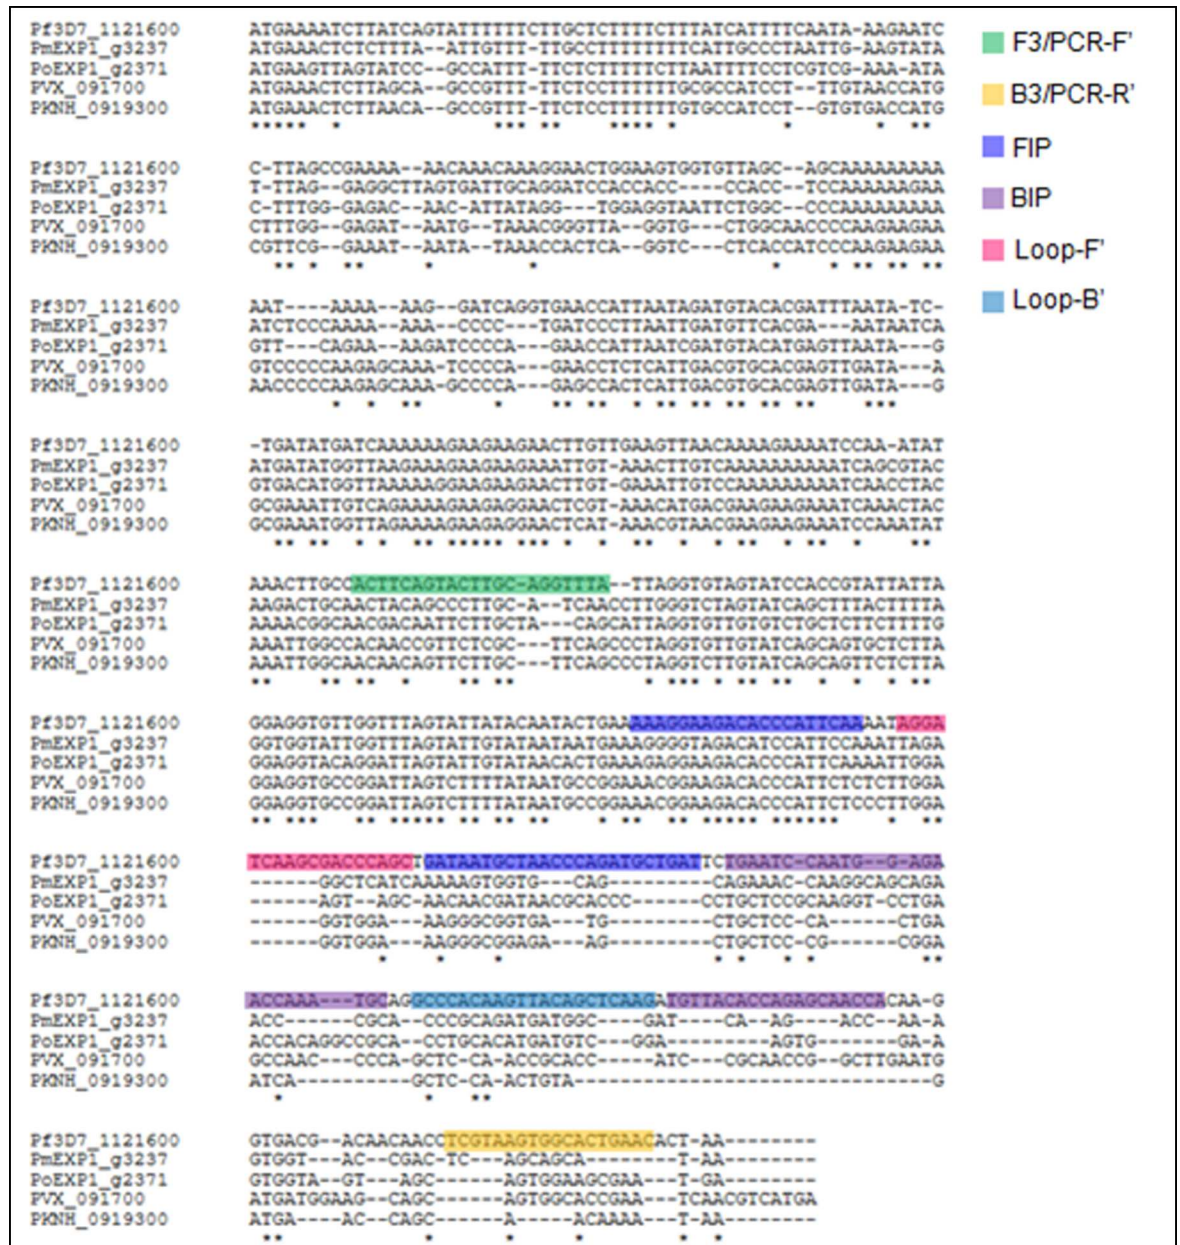 Pf3D7_1121600 ATGAAAATCTTATCAGTATTTTTTCTTGCTCTTTTCTTTATCATTTTCAATA-AAGAATC
PmEXP1_g3237 ATGAAACTCTCTTTA--ATTGTTT-TTGCCTTTTTTTTCATTGCCCTAATTG-AAGTATA
PoEXP1_g2371 ATGAAGTTAGTATCC--GCCATTT-TTCTCTTTTTCTTAATTTTCCTCGTCG-AAA-ATA
PVX_091700 ATGAAACTCTTAGCA--GCCGTTT-TTCTCCTTTTTTGCGCCATCCT--TTGTAACCATG
PKNH_0919300 ATGAAACTCTTAACA--GCCGTTT-TTCTCCTTTTTTTGTGCCATCCT--GTGTGACCATG
***** * *** ** **** * * * **
Pf3D7_1121600 C-TTAGCCGAAAA--AACAAACAAAGGAACTGGAAGTGGTGTTAGC--AGCAAAAAAAAA
PmEXP1_g3237 T-TTAG--GAGGCTTAGTGATTGCAGGATCCACCACC----CCACC--TCCAAAAAAGAA
PoEXP1_g2371 C-TTTGG-GAGAC--AAC-ATTATAGG---TGGAGGTAATTCTGGC--CCCAAAAAAAAA
PVX_091700 CTTTGG--GAGAT--AATG--TAAACGGGTTA--GGTG---CTGGCAACCCCAAGAAGAA
PKNH_0919300 CGTTCG--GAAAT--AATA--TAAACCACTCA--GGTC---CTCACCATCCCAAGAAGAA
** * ** * * * * ** ** **
Pf3D7_1121600 AAT----AAAA--AAG--GATCAGGTGAACCATTAATAGATGTACACGATTTAATA-TC-
PmEXP1_g3237 ATCTCCCAAAA--AAA--CCCC---TGATCCCTTAATTGATGTTCACGA---AATAATCA
PoEXP1_g2371 GTT---CAGAA--AAGATCCCCA---GAACCATTAATCGATGTACATGAGTTAATA---G
PVX_091700 GTCCCCCAAGAGCAAA-TCCCCA---GAACCTCTCATTGACGTGCACGAGTTGATA---A
PKNH_0919300 AACCCCCAAGAGCAAA-GCCCCA---GAGCCACTCATTGACGTGCACGAGTTGATA---G
* * ** * ** ** * ** ** ** ** ***
Pf3D7_1121600 -TGATATGATCAAAAAAAGAAGAAGAACTTGTTGAAGTTAACAAAAGAAAATCCAA-ATAT
PmEXP1_g3237 ATGATATGGTTAAGAAAGAAGAAGAAATTGT-AAACTTGTCAAAAAAAAAATCAGCGTAC
PoEXP1_g2371 GTGACATGGTTAAAAAGGAAGAAGAACTTGT-GAAATTGTCCAAAAAAAAATCAACCTAC
PVX_091700 GCGAAATTGTCAGAAAAGAAGAGGAACTCGT-AAACATGACGAAGAAGAAATCAAACTAC
PKNH_0919300 GCGAAATGGTTAGAAAAGAAGAGGAACTCAT-AAACGTAACGAAGAAGAAATCCAAATAT
** ** * * ** ***** *** * * ** * * ** * **
Pf3D7_1121600 AAACTTGCCACTTCAGTACTTGC-AGGTTTA--TTAGGTGTAGTATCCACCGTATTATTA
PmEXP1_g3237 AAGACTGCAACTACAGCCCTTGC-A--TCAACCTTGGGTCTAGTATCAGCTTTACTTTTA
PoEXP1_g2371 AAAACGGCAACGACAATTCTTGCTA---CAGCATTAGGTGTTGTGTCTGCTCTTCTTTTG
PVX_091700 AAATTGGCCACAACCGTTCTCGC---TTCAGCCCTAGGTGTTGTATCAGCAGTGCTCTTA
PKNH_0919300 AAATTGGCAACAACAGTTCTTGC---TTCAGCCCTAGGTCTTGTATCAGCAGTTCTCTTA
** ** ** * ** ** * *** * ** ** * * * **
Pf3D7_1121600 GGAGGTGTTGGTTTAGTATTATACAATACTGAAAAAGGAAGACACCCATTCAAAATAGGA
PmEXP1_g3237 GGTGGTATTGGTTTAGTATTGTATAATAATGAAAGGGGTAGACATCCATTCCAAATTAGA
PoEXP1_g2371 GGAGGTACAGGATTAGTATTGTATAACACTGAAAGAGGAAGACACCCATTCAAAATTGGA
PVX_091700 GGAGGTGCCGGATTAGTCTTTTATAATGCCGGAAACGGAAGACACCCATTCTCTCTTGGA
PKNH_0919300 GGAGGTGCCGGATTAGTCTTTTATAATGCCGGAAACGGAAGACACCCATTCTCCCTTGGA
** *** ** ***** ** ** ** * ** ** ***** ****** * **
Pf3D7_1121600 TCAAGCGACCCAGCTGATAATGCTAACCCAGATGCTGATTCTGAATC-CAATG--G-AGA
PmEXP1_g3237 ------GGCTCATCAAAAAGTGGTG---CAG---------CAGAAAC-CAAGGCAGCAGA
PoEXP1_g2371 ------AGT--AGC-AACAACGATAACGCACCC------CCTGCTCCGCAAGGT-CCTGA
PVX_091700 ------GGTGGA---AAGGGCGGTGA---TG---------CTGCTCC-CA------CTGA
PKNH_0919300 ------GGTGGA---AAGGGCGGAGA---AG---------CTGCTCC-CG------CGGA
* * * ** ** **
Pf3D7_1121600 ACCAAA---TGCAGGCCCACAAGTTACAGCTCAAGATGTTACACCAGAGCAACCACAA-G
PmEXP1_g3237 ACC------CGCA--CCCGCAGATGATGGC----GAT----CA--AG----ACC--AA-A
PoEXP1_g2371 ACCACAGGCCGCA--CCTGCACATGATGTC---GGA---------AGTG-------GA-A
PVX_091700 GCCAAC---CCCA-GCTC-CA-ACCGCACC-----ATC---CGCAACCG--GCTTGAATG
PKNH_0919300 ATCA----------GCTC-CA-ACTGTA-------------------------------G
* * **
Pf3D7_1121600 GTGACG--ACAACAACCTCGTAAGTGGCACTGAACACT-AA--------
PmEXP1_g3237 GTGGT---AC--CGAC-TC---AGCAGCA--------T-AA--------
PoEXP1_g2371 GTGGTA--GT---AGC------AGTGGAAGCGAA---T-GA--------
PVX_091700 ATGATGGAAG--CAGC------AGTGGCACCGAA---TCAACGTCATGA
PKNH_0919300 ATGA----AC--CAGC------A-----ACAAAA---T-AA--------
** * * * * *
F3/PCR-F'
B3/PCR-R'
FIP
BIP
Loop-F'
Loop-B'